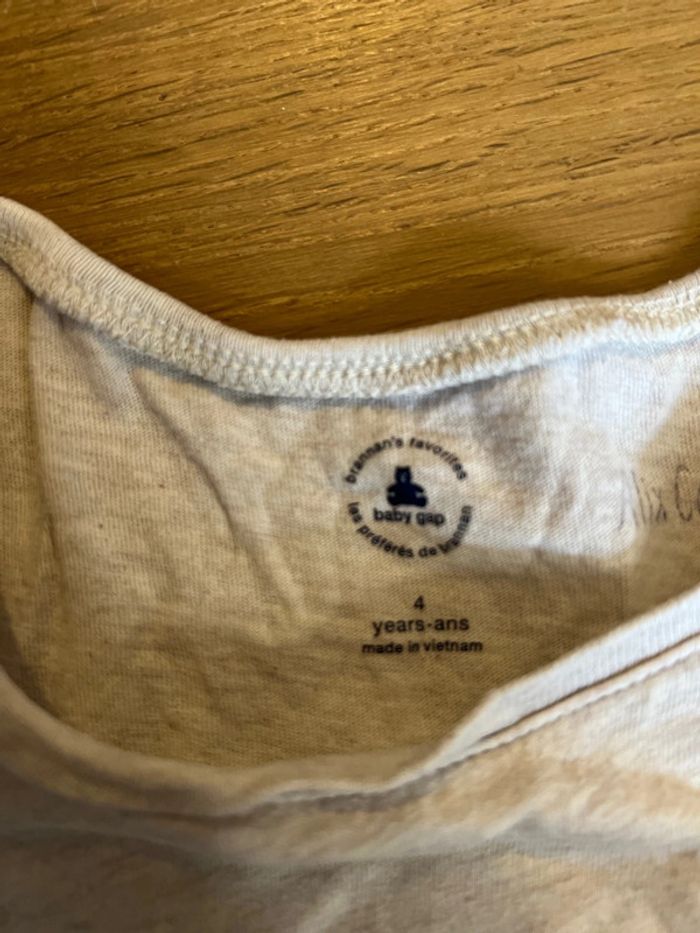 brannan's favorites
baby gap
les préférés de brannan
4
years-ans
made in vietnam